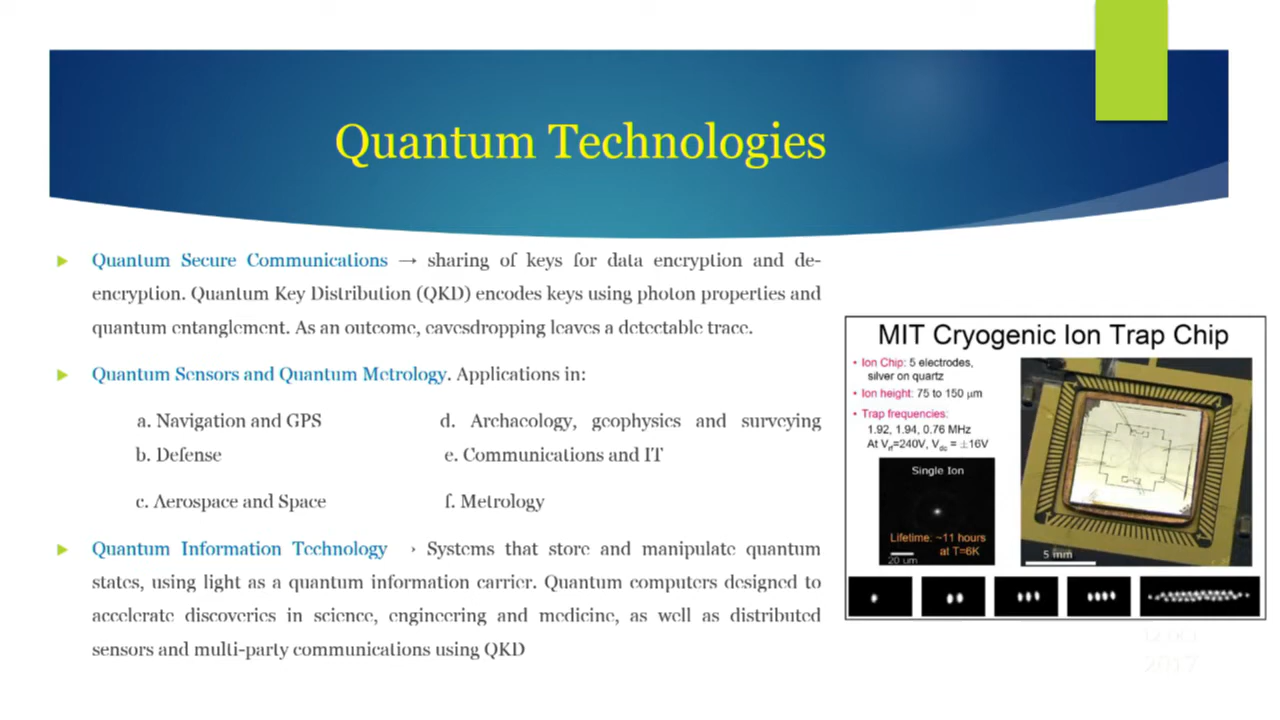 Quantum Technologies
Quantum Secure Communications → sharing of keys for data encryption and de-
encryption. Quantum Key Distribution (QKD) encodes keys using photon properties and
quantum entanglement. As an outcome, eavesdropping leaves a detectable trace.
Quantum Sensors and Quantum Metrology. Applications in:
a. Navigation and GPS
d. Archaeology, geophysics and surveying
b. Defense
e. Communications and IT
c. Aerospace and Space
f. Metrology
Quantum Information Technology → Systems that store and manipulate quantum
states, using light as a quantum information carrier. Quantum computers designed to
accelerate discoveries in science, engineering and medicine, as well as distributed
sensors and multi-party communications using QKD
MIT Cryogenic Ion Trap Chip
• Ion Chip: 5 electrodes,
silver on quartz
• Ion height: 75 to 150 μm
• Trap frequencies:
1.92, 1.94, 0.76 MHz
At Vrf=240V, Vdc = ±16V
Single Ion
Lifetime: ~11 hours
at T=6K
20 um
5 mm
2017